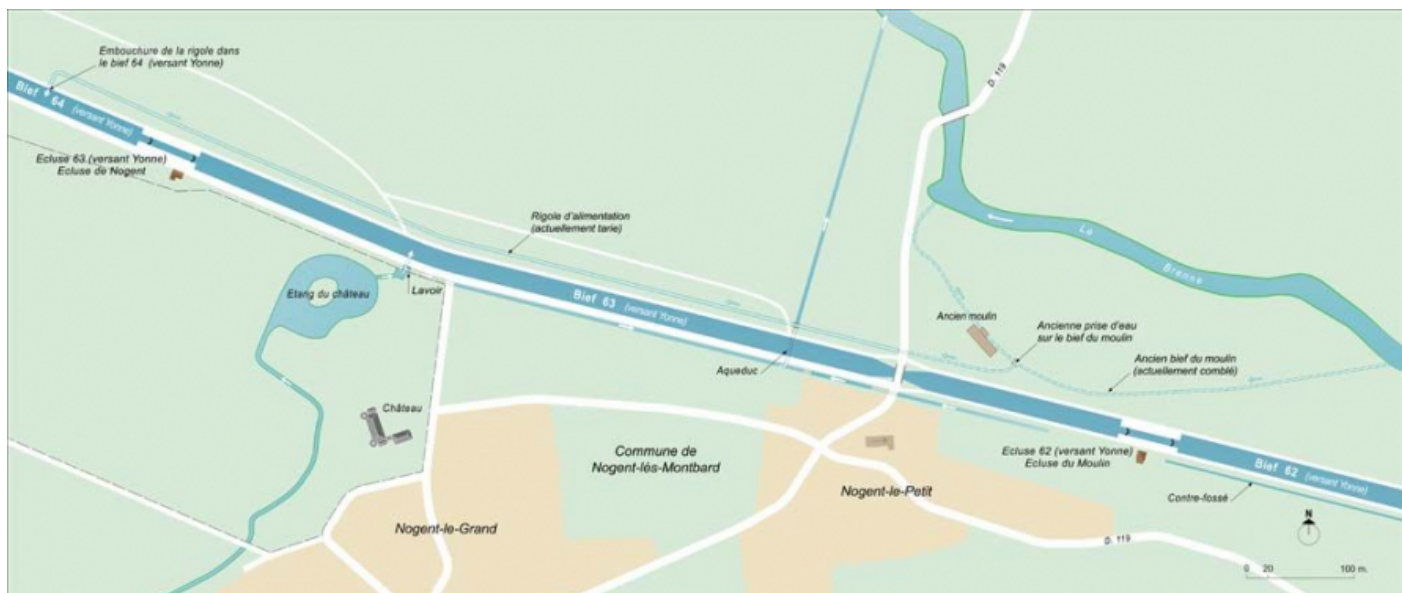 Embouchure de la rigole dans
le bief 64 (versant Yonne)
Bief 64 (versant Yonne)
Ecluse 63 (versant Yonne)
Ecluse de Nogent
D. 119
Rigole d'alimentation
(actuellement tarie)
La Brenne
Etang du château
Lavoir
Bief 63 (versant Yonne)
Ancien moulin
Ancienne prise d'eau
sur le bief du moulin
Ancien bief du moulin
(actuellement comblé)
Aqueduc
Château
Commune de
Nogent-lés-Montbard
Nogent-le-Petit
Ecluse 62 (versant Yonne)
Ecluse du Moulin
Bief 62 (versant Yonne)
Contre-fossé
Nogent-le-Grand
D. 119
N
0 20 100 m.